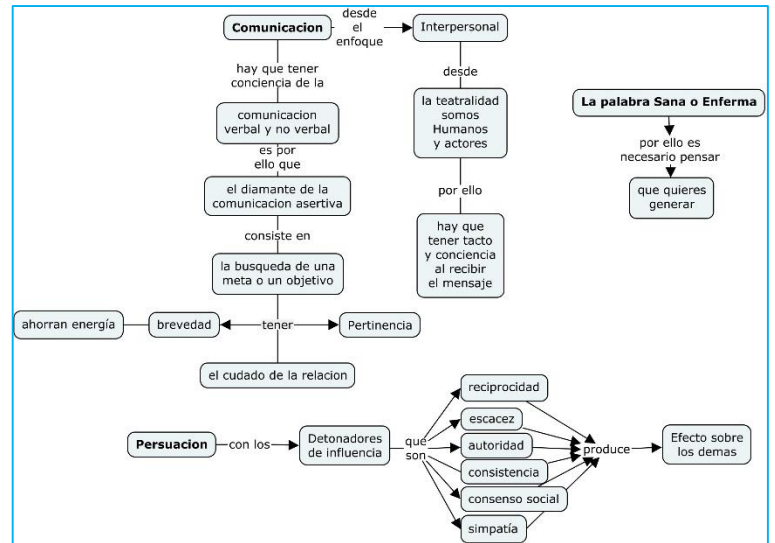 Comunicacion
desde
el
enfoque
Interpersonal
hay que tener
conciencia de la
comunicacion
verbal y no verbal
es por
ello que
el diamante de la
comunicacion asertiva
consiste en
la busqueda de una
meta o un objetivo
tener
brevedad
ahorran energía
Pertinencia
el cudado de la relacion
desde
la teatralidad
somos
Humanos
y actores
por ello
hay que
tener tacto
y conciencia
al recibir
el mensaje
La palabra Sana o Enferma
por ello es
necesario pensar
que quieres
generar
Persuacion
con los
Detonadores
de influencia
que
son
reciprocidad
escacez
autoridad
consistencia
consenso social
simpatía
produce
Efecto sobre
los demas